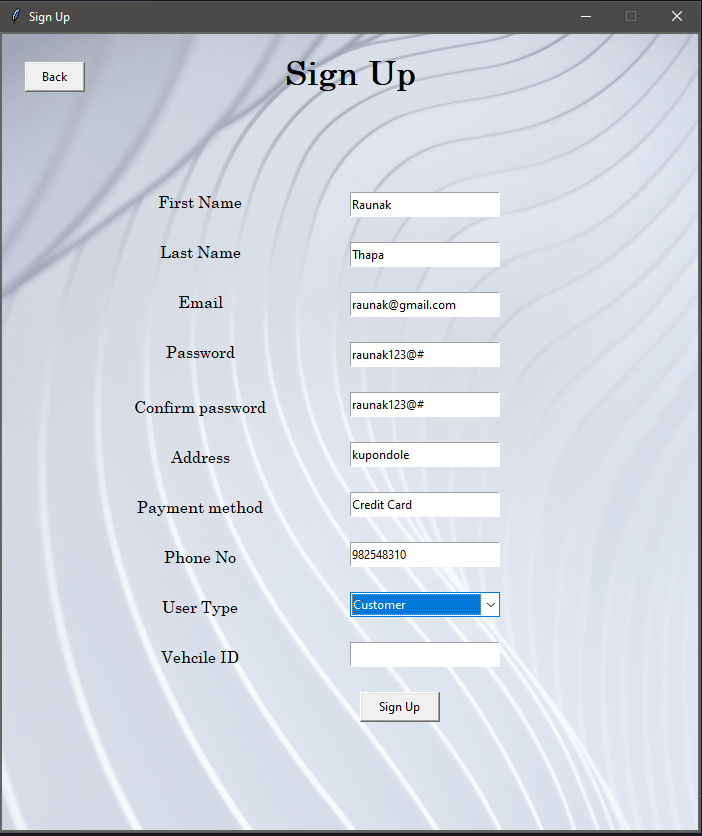 Sign Up
Back
Sign Up
First Name Raunak
Last Name Thapa
Email raunak@gmail.com
Password raunak123@#
Confirm password raunak123@#
Address kupondole
Payment method Credit Card
Phone No 982548310
User Type Customer
Vehcile ID
Sign Up